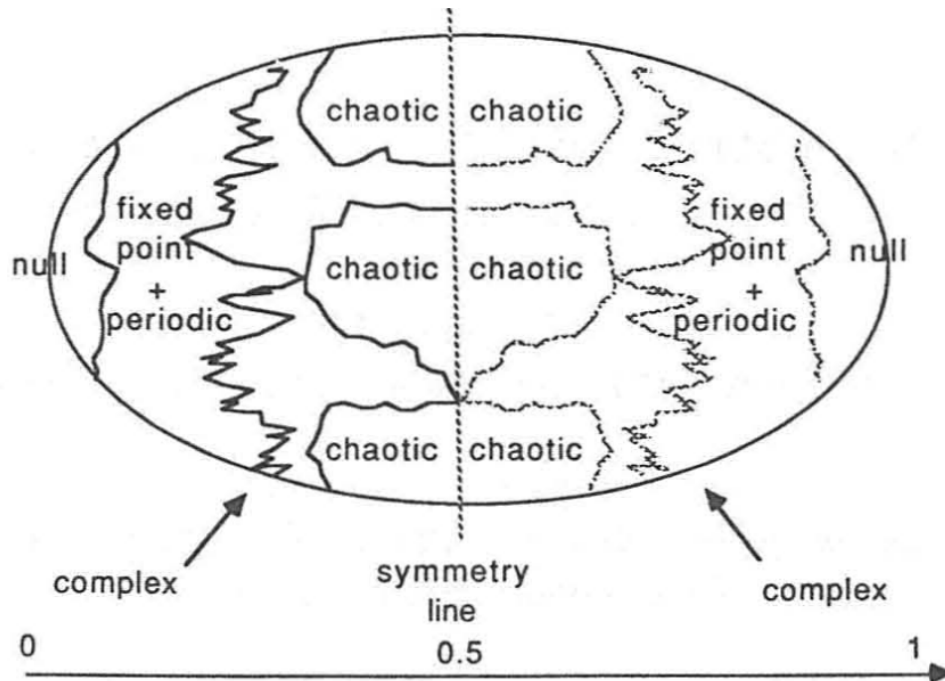 chaotic chaotic
fixed point + periodic
fixed point + periodic
null
chaotic chaotic
null
chaotic chaotic
complex
symmetry line
complex
0 0.5 1